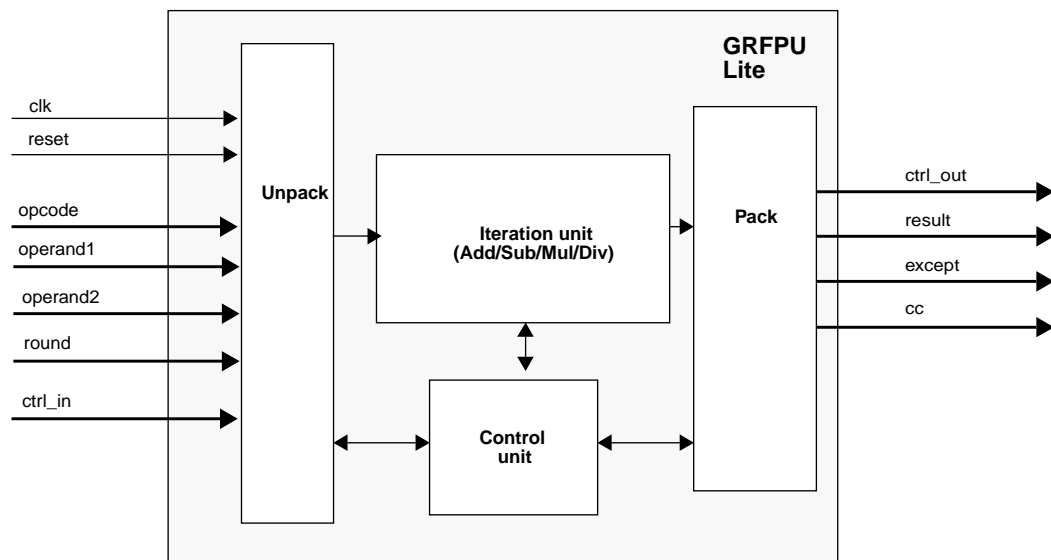 GRFPU
Lite
clk
reset
opcode
operand1
operand2
round
ctrl_in
Unpack
Iteration unit
(Add/Sub/Mul/Div)
Control
unit
Pack
ctrl_out
result
except
cc